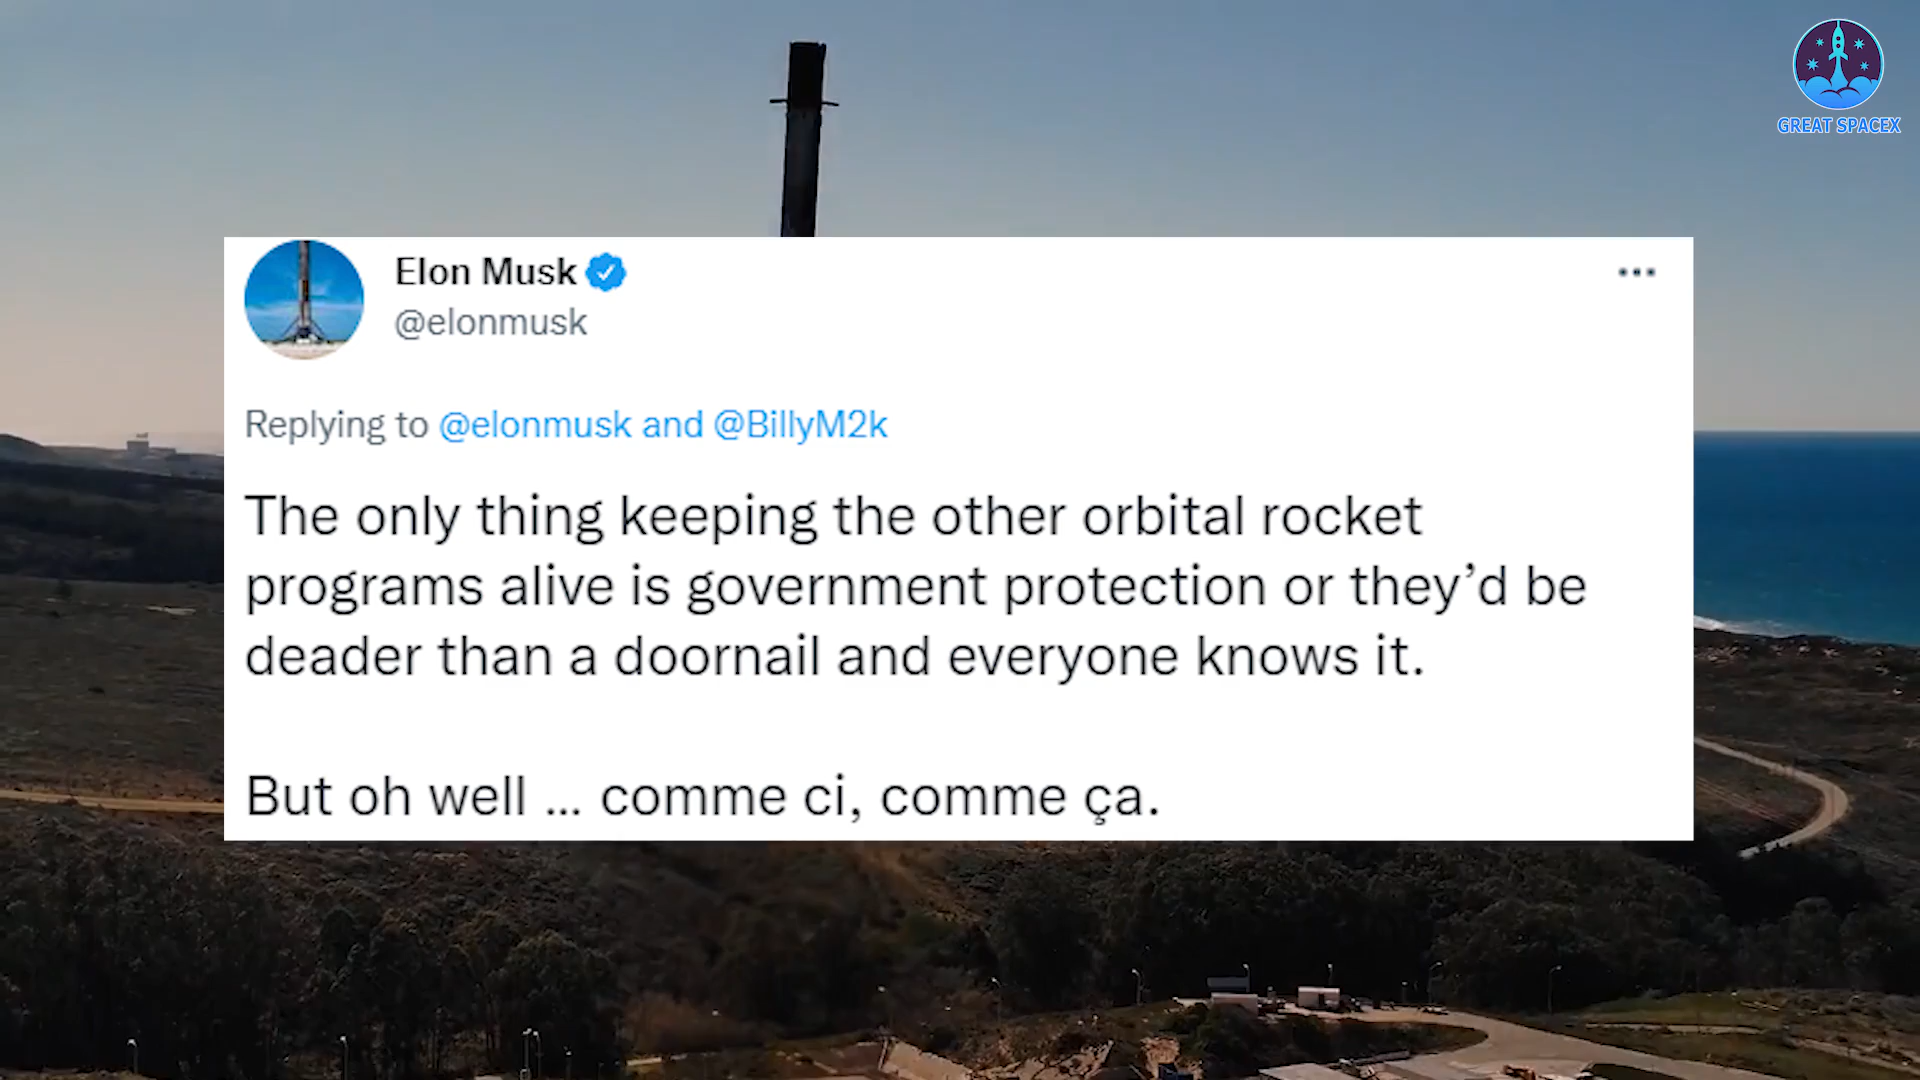 GREAT SPACEX
Elon Musk
@elonmusk
Replying to @elonmusk and @BillyM2k
The only thing keeping the other orbital rocket
programs alive is government protection or they’d be
deader than a doornail and everyone knows it.
But oh well ... comme ci, comme ça.